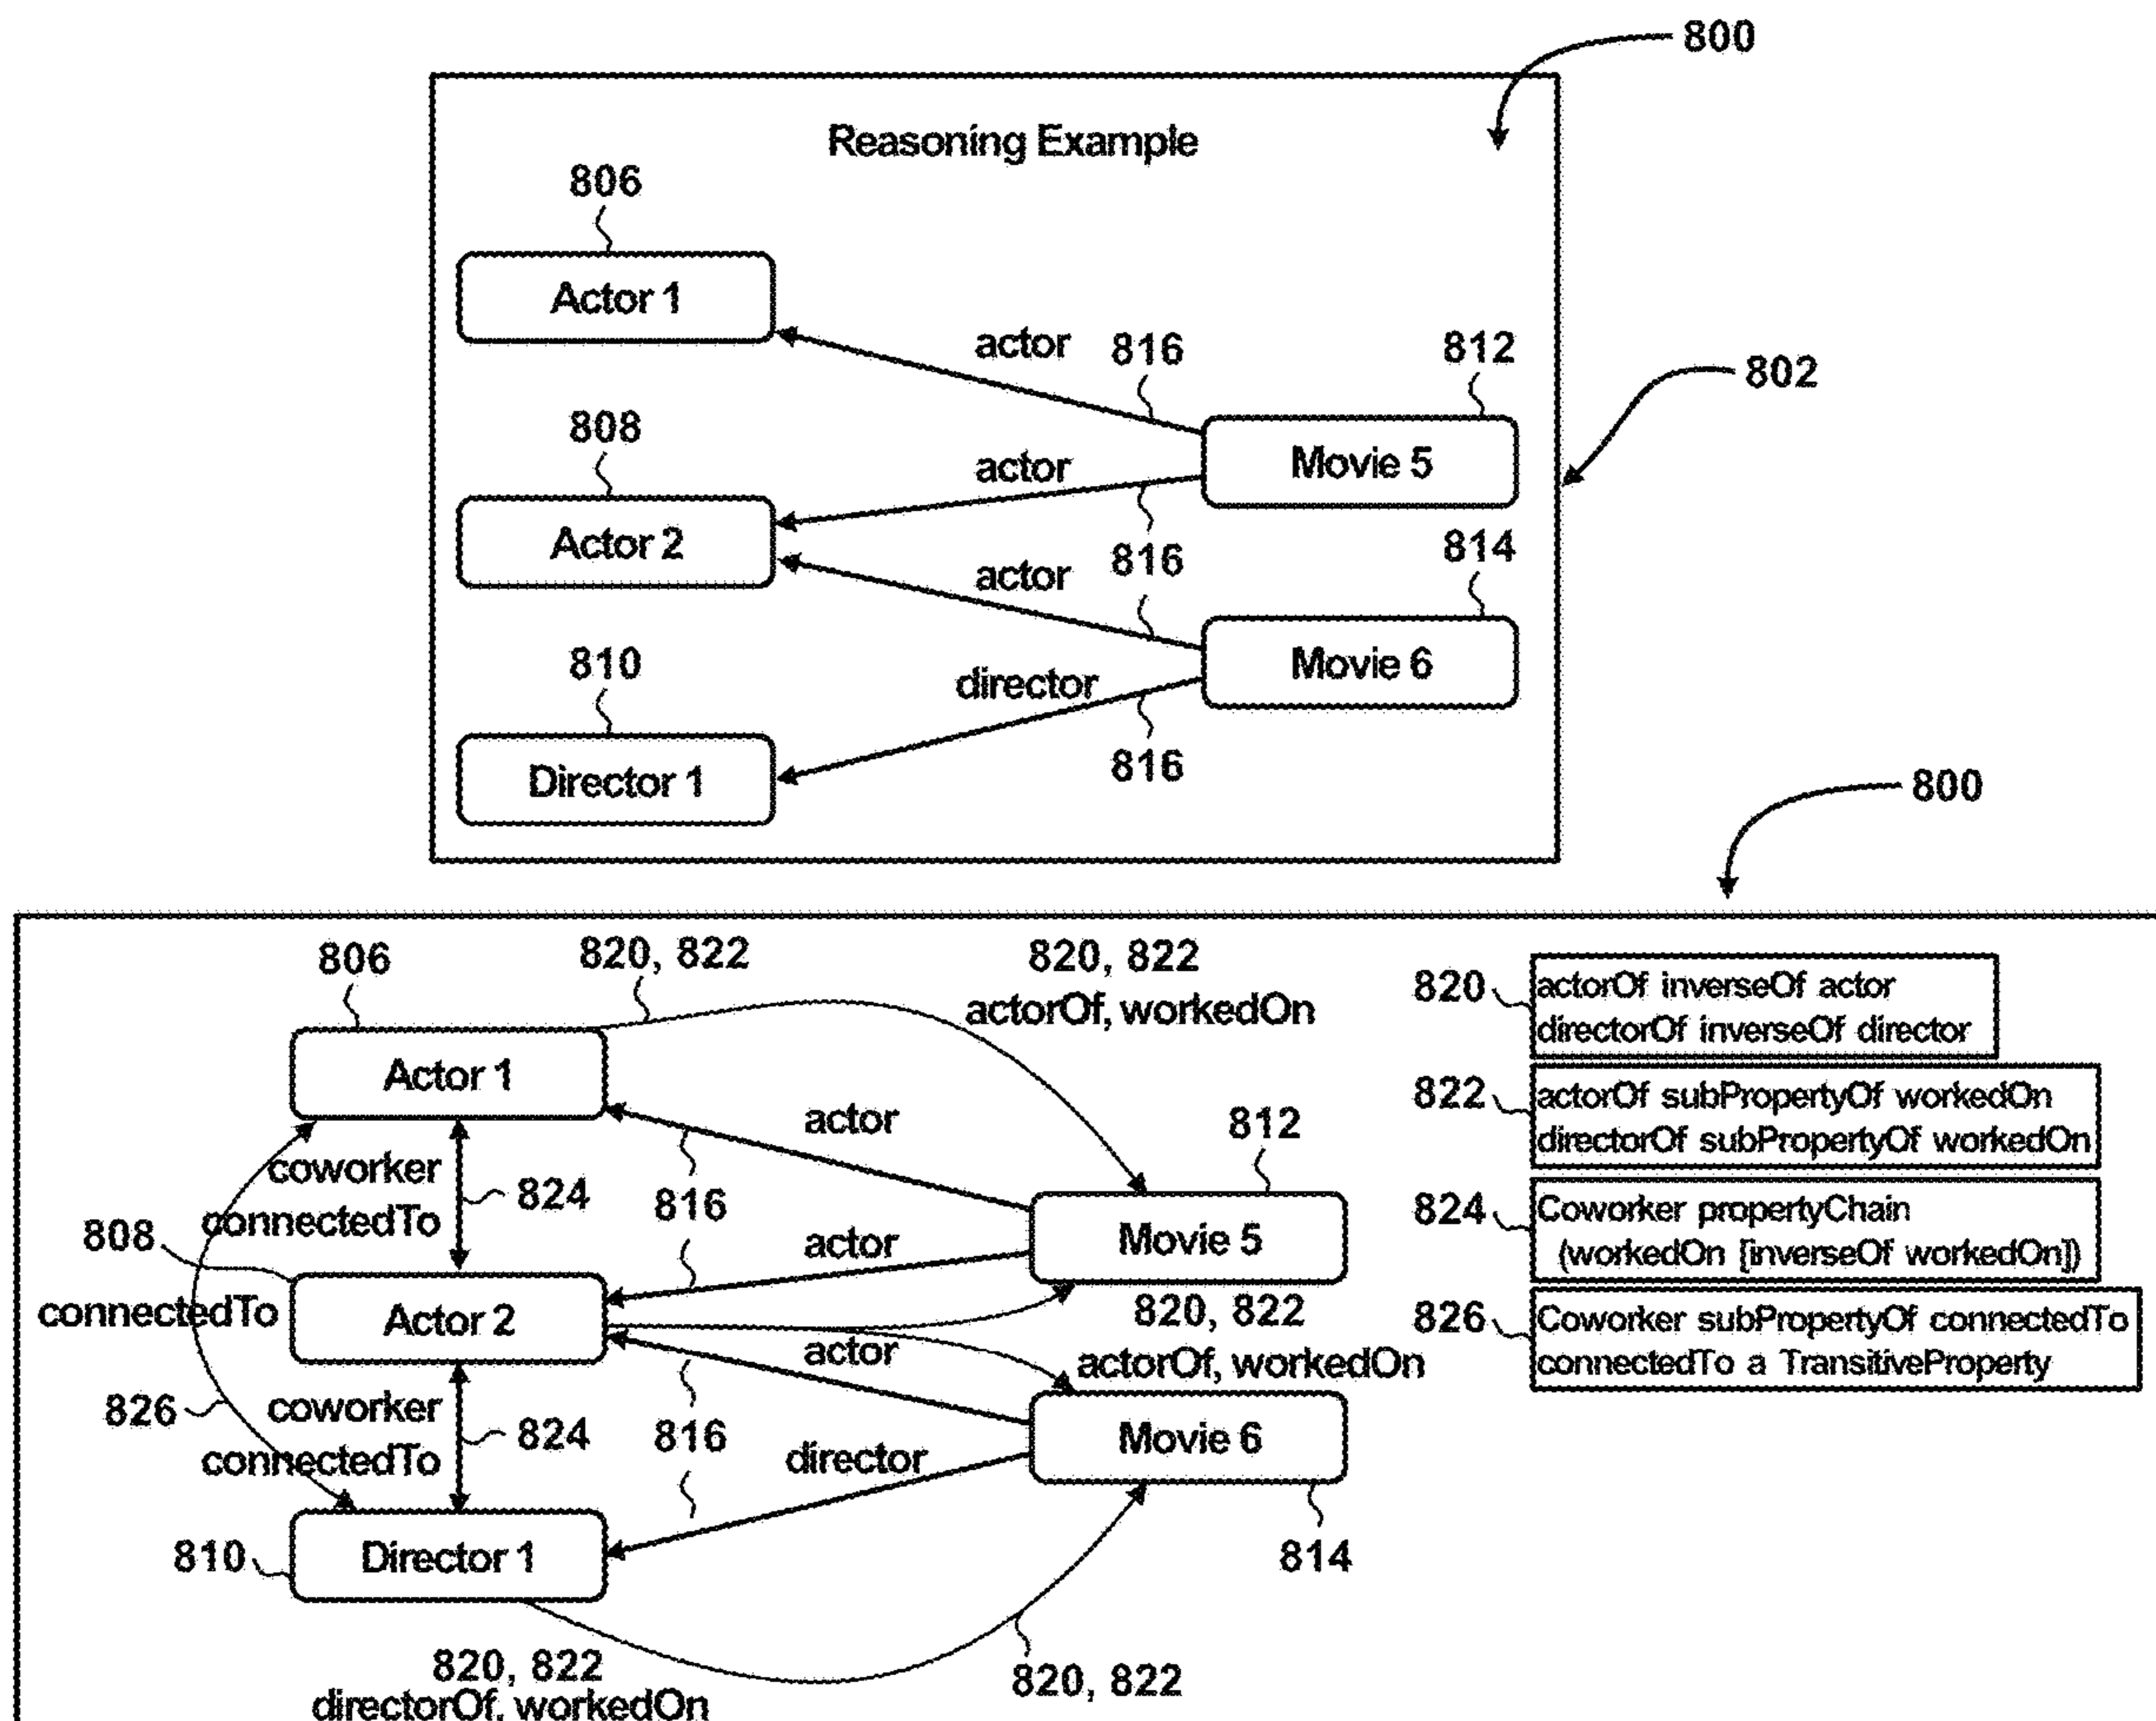 800
Reasoning Example
806
Actor 1
actor 816
812
802
808
actor
Movie 5
Actor 2
816
814
actor
810
director
Movie 6
816
Director 1
800
806
820, 822
820, 822
actorOf, workedOn
Actor 1
actor
812
coworker
824
connectedTo
816
808
actor
Movie 5
connectedTo
Actor 2
820, 822
actor
actorOf, workedOn
826
coworker
824
816
connectedTo
director
Movie 6
810
Director 1
814
820, 822
directorOf, workedOn
820, 822
820
actorOf inverseOf actor
directorOf inverseOf director
822
actorOf subPropertyOf workedOn
directorOf subPropertyOf workedOn
824
Coworker propertyChain
(workedOn [inverseOf workedOn])
826
Coworker subPropertyOf connectedTo
connectedTo a TransitiveProperty